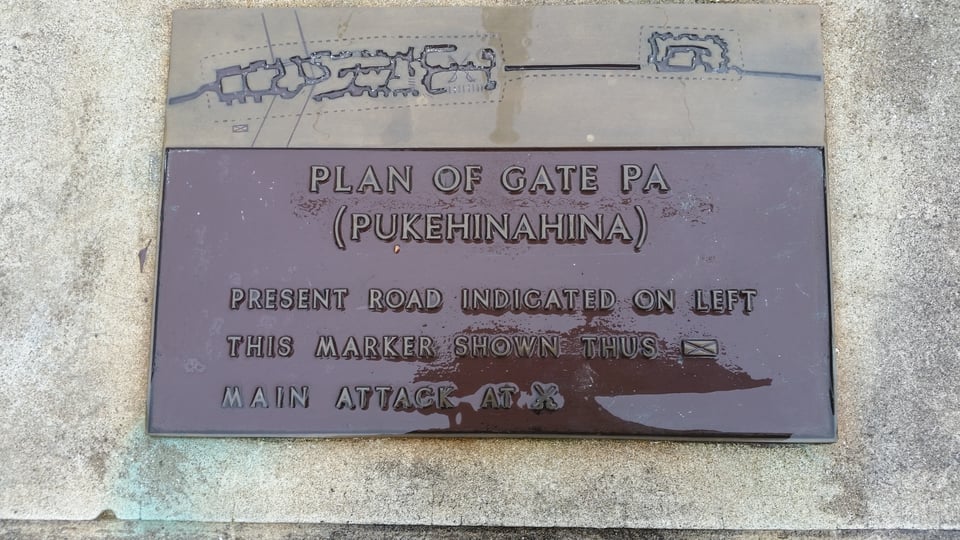 PLAN OF GATE PA
(PUKEHINAHINA)
PRESENT ROAD INDICATED ON LEFT
THIS MARKER SHOWN THUS
MAIN ATTACK AT